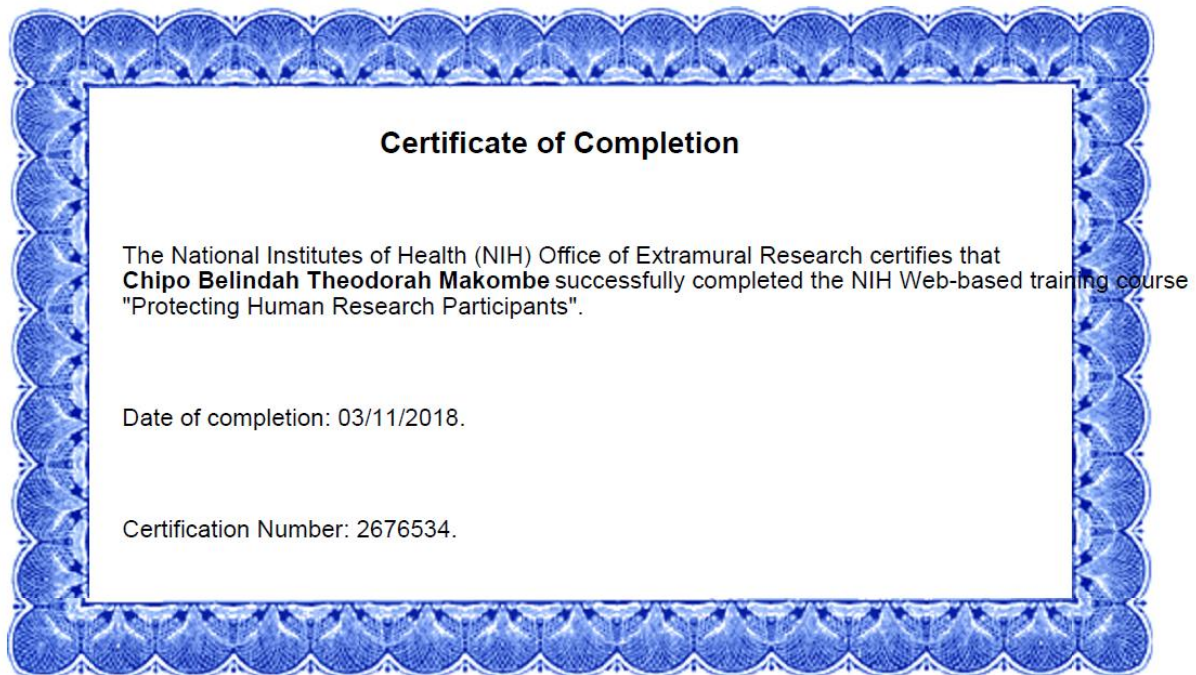 Certificate of Completion
The National Institutes of Health (NIH) Office of Extramural Research certifies that
Chipo Belindah Theodorah Makombe successfully completed the NIH Web-based training course
"Protecting Human Research Participants".
Date of completion: 03/11/2018.
Certification Number: 2676534.